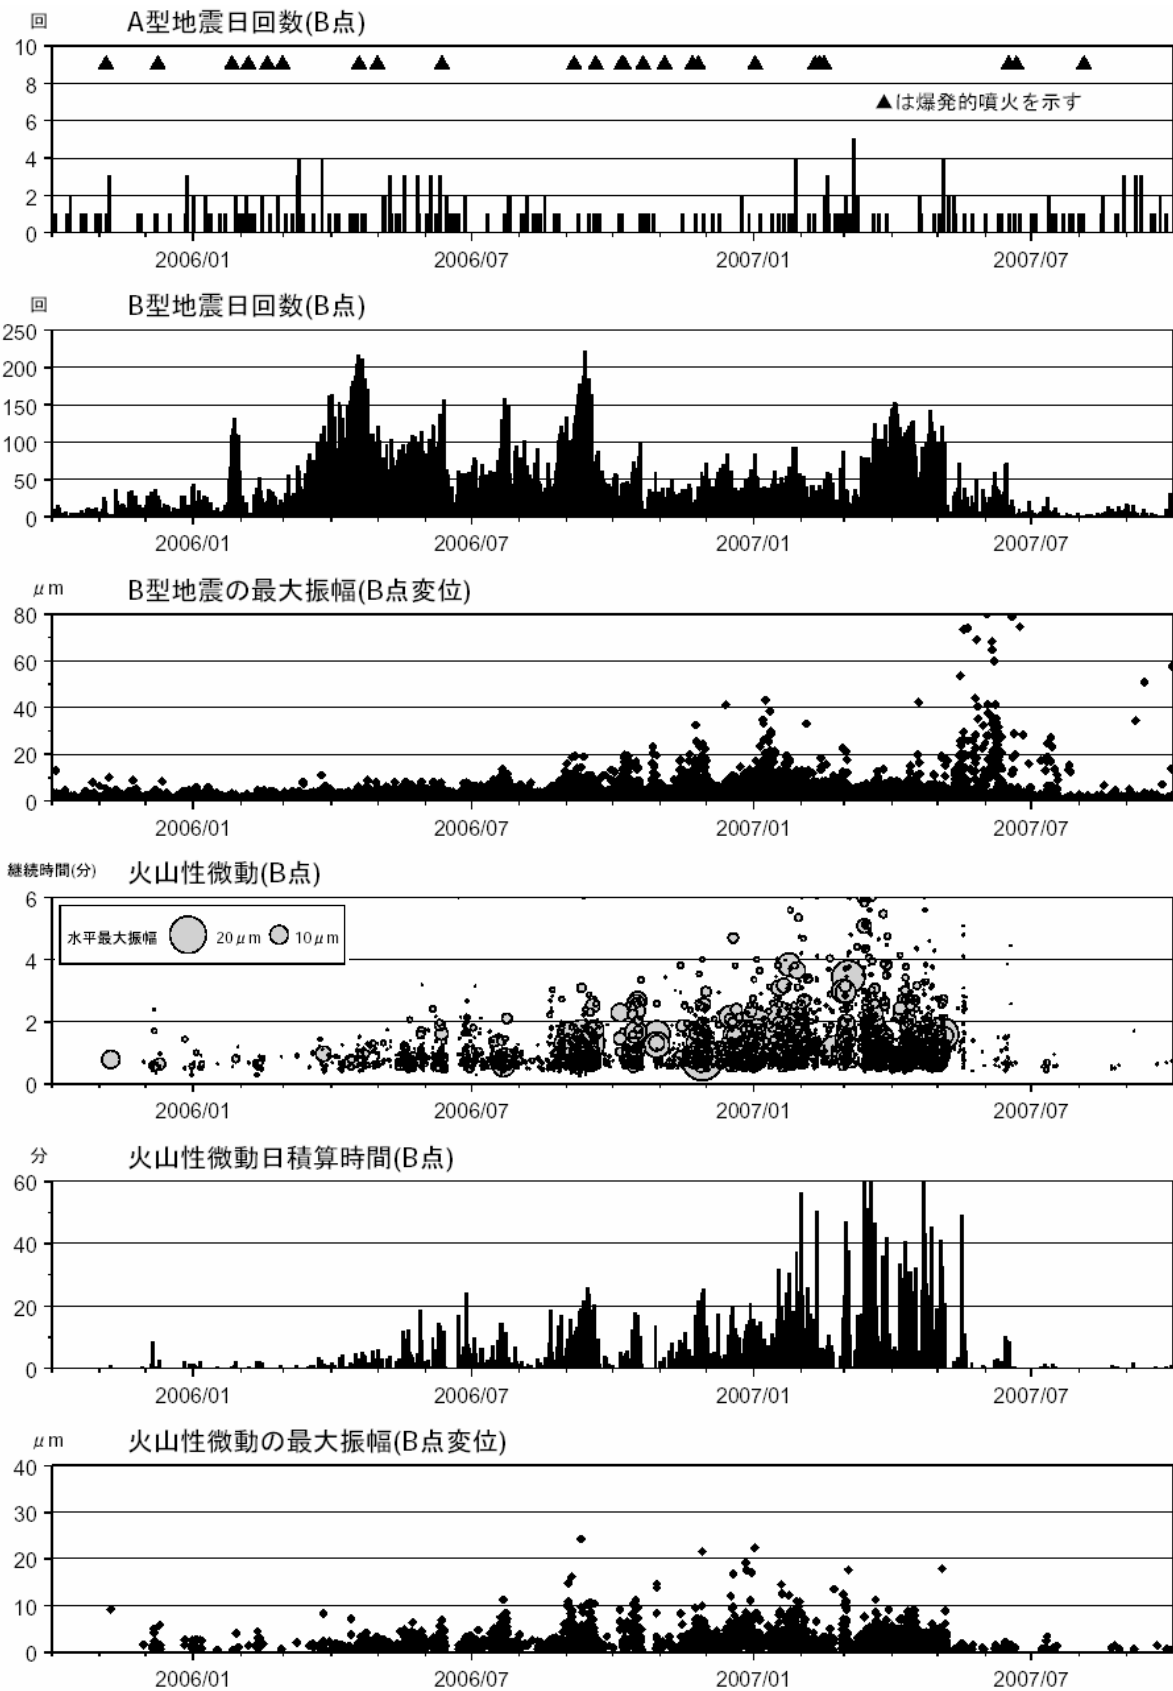 回 A型地震日回数(B点)
10
8
▲は爆発的噴火を示す
6
4
2
0
2006/01 2006/07 2007/01 2007/07
回 B型地震日回数(B点)
250
200
150
100
50
0
2006/01 2006/07 2007/01 2007/07
μm B型地震の最大振幅(B点変位)
80
60
40
20
0
2006/01 2006/07 2007/01 2007/07
継続時間(分) 火山性微動(B点)
6
水平最大振幅 20μm 10μm
4
2
0
2006/01 2006/07 2007/01 2007/07
分 火山性微動日積算時間(B点)
60
40
20
0
2006/01 2006/07 2007/01 2007/07
μm 火山性微動の最大振幅(B点変位)
40
30
20
10
0
2006/01 2006/07 2007/01 2007/07